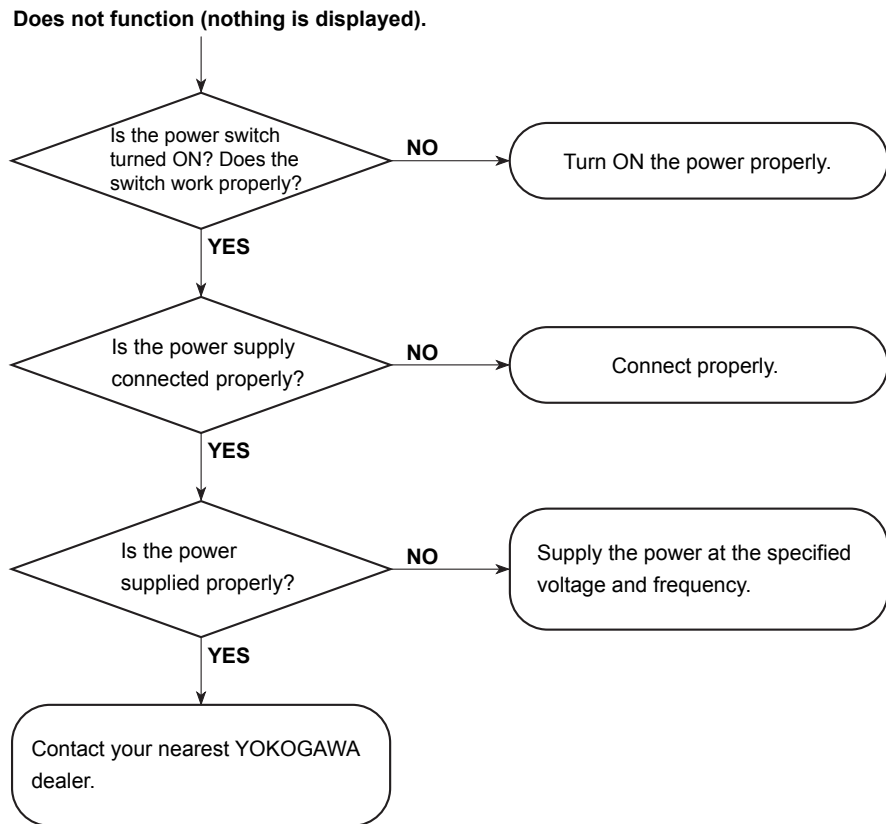 Does not function (nothing is displayed).
Is the power switch
turned ON? Does the
switch work properly?
NO
Turn ON the power properly.
YES
Is the power supply
connected properly?
NO
Connect properly.
YES
Is the power
supplied properly?
NO
Supply the power at the specified
voltage and frequency.
YES
Contact your nearest YOKOGAWA
dealer.